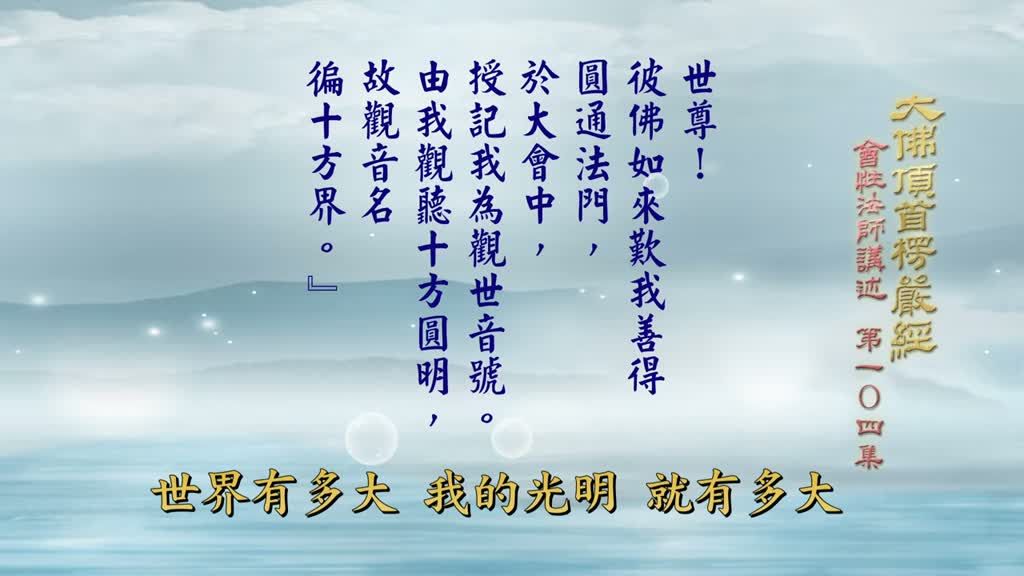 大佛頂首楞嚴經
會性法師講述 第一〇四集
世尊！
彼佛如來歎我善得
圓通法門，
於大會中，
授記我為觀世音號。
由我觀聽十方圓明，
故觀音名
徧十方界。』
世界有多大 我的光明 就有多大